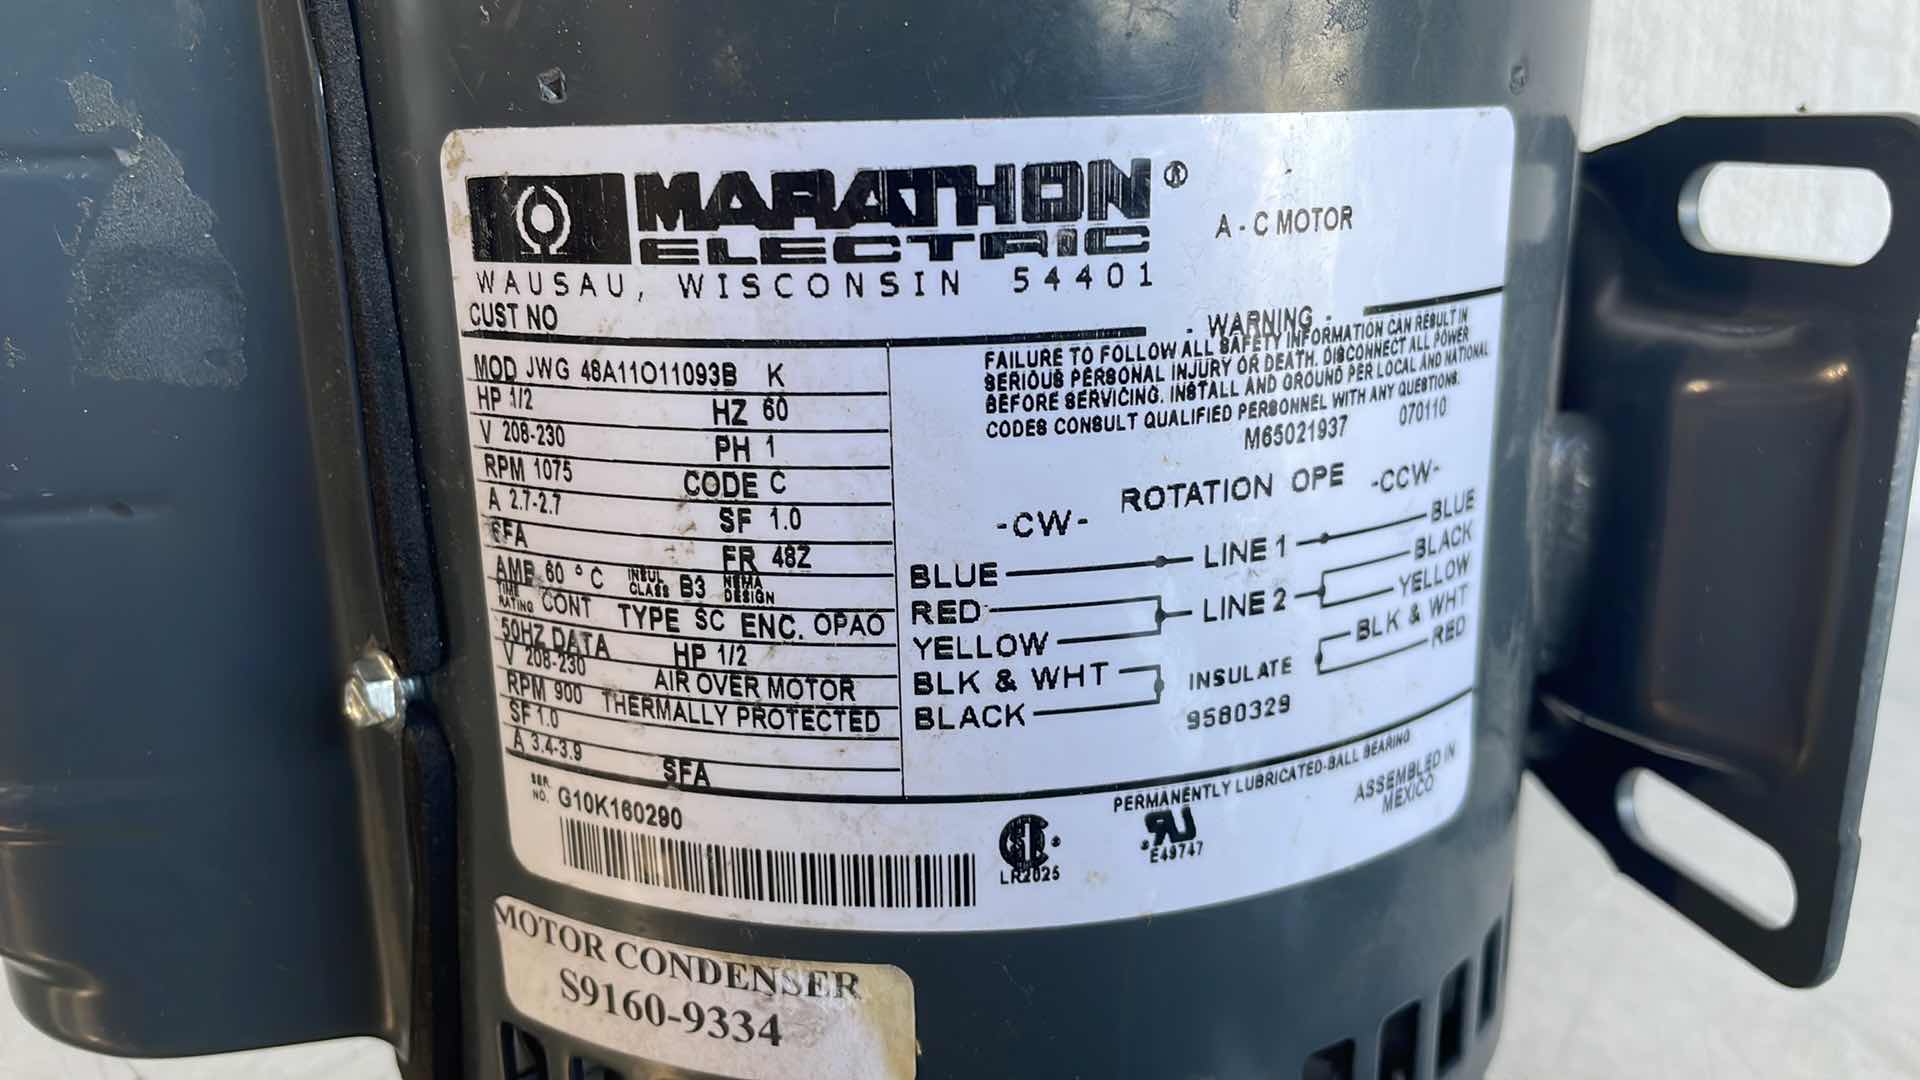 MARATHON®
ELECTRIC
WAUSAU, WISCONSIN 54401
A-C MOTOR
CUST NO
MOD JWG 48A11O11093B K
HP 1/2 HZ 60
V 208-230 PH 1
RPM 1075 CODE C
A 2.7-2.7 SF 1.0
SFA FR 48Z
AMB 60 °C INSUL CLASS B3 NEMA DESIGN
TIME RATING CONT TYPE SC ENC. OPAO
50HZ DATA HP 1/2
V 208-230 AIR OVER MOTOR
RPM 900 THERMALLY PROTECTED
SF 1.0
A 3.4-3.9 SFA
SER. NO. G10K160290
- WARNING -
FAILURE TO FOLLOW ALL SAFETY INFORMATION CAN RESULT IN
SERIOUS PERSONAL INJURY OR DEATH. DISCONNECT ALL POWER
BEFORE SERVICING. INSTALL AND GROUND PER LOCAL AND NATIONAL
CODES CONSULT QUALIFIED PERSONNEL WITH ANY QUESTIONS.
M65021937 070110
-CW- ROTATION OPE -CCW-
BLUE LINE 1 BLUE
RED LINE 2 BLACK
YELLOW YELLOW
BLK & WHT INSULATE BLK & WHT
BLACK RED
9580329
PERMANENTLY LUBRICATED-BALL BEARING
ASSEMBLED IN
MEXICO
LR2025
E49747
MOTOR CONDENSER
S9160-9334